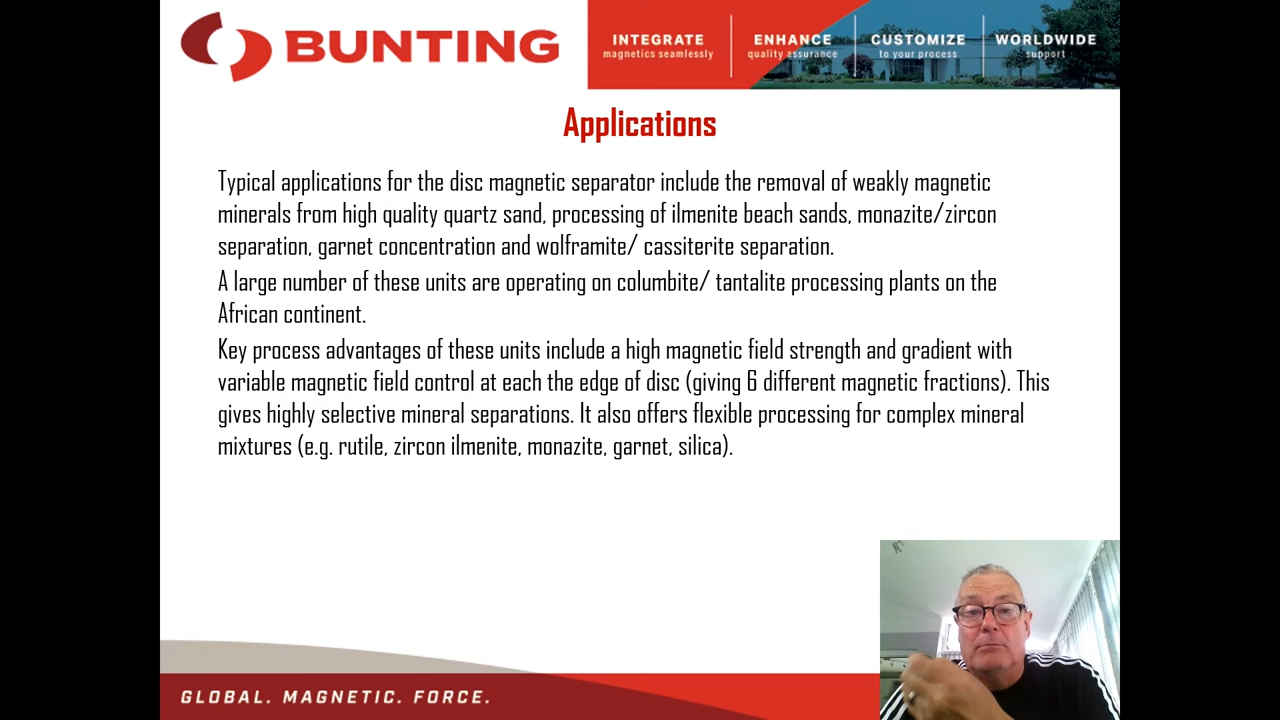 BUNTING
INTEGRATE
magnetics seamlessly
ENHANCE
quality assurance
CUSTOMIZE
to your process
WORLDWIDE
support
Applications
Typical applications for the disc magnetic separator include the removal of weakly magnetic
minerals from high quality quartz sand, processing of ilmenite beach sands, monazite/zircon
separation, garnet concentration and wolframite/ cassiterite separation.
A large number of these units are operating on columbite/ tantalite processing plants on the
African continent.
Key process advantages of these units include a high magnetic field strength and gradient with
variable magnetic field control at each the edge of disc (giving 6 different magnetic fractions). This
gives highly selective mineral separations. It also offers flexible processing for complex mineral
mixtures (e.g. rutile, zircon ilmenite, monazite, garnet, silica).
GLOBAL. MAGNETIC. FORCE.